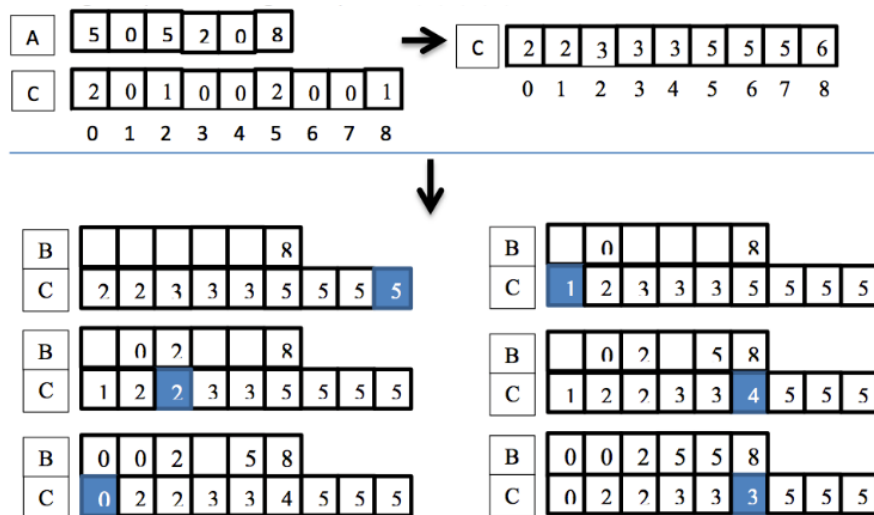 A 5 0 5 2 0 8
C 2 0 1 0 0 2 0 0 1
0 1 2 3 4 5 6 7 8
C 2 2 3 3 3 5 5 5 6
0 1 2 3 4 5 6 7 8
B 8
C 2 2 3 3 3 5 5 5 5
B 0 8
C 1 2 3 3 3 5 5 5 5
B 0 2 8
C 1 2 2 3 3 5 5 5 5
B 0 2 5 8
C 1 2 2 3 3 4 5 5 5
B 0 0 2 5 8
C 0 2 2 3 3 4 5 5 5
B 0 0 2 5 5 8
C 0 2 2 3 3 3 5 5 5